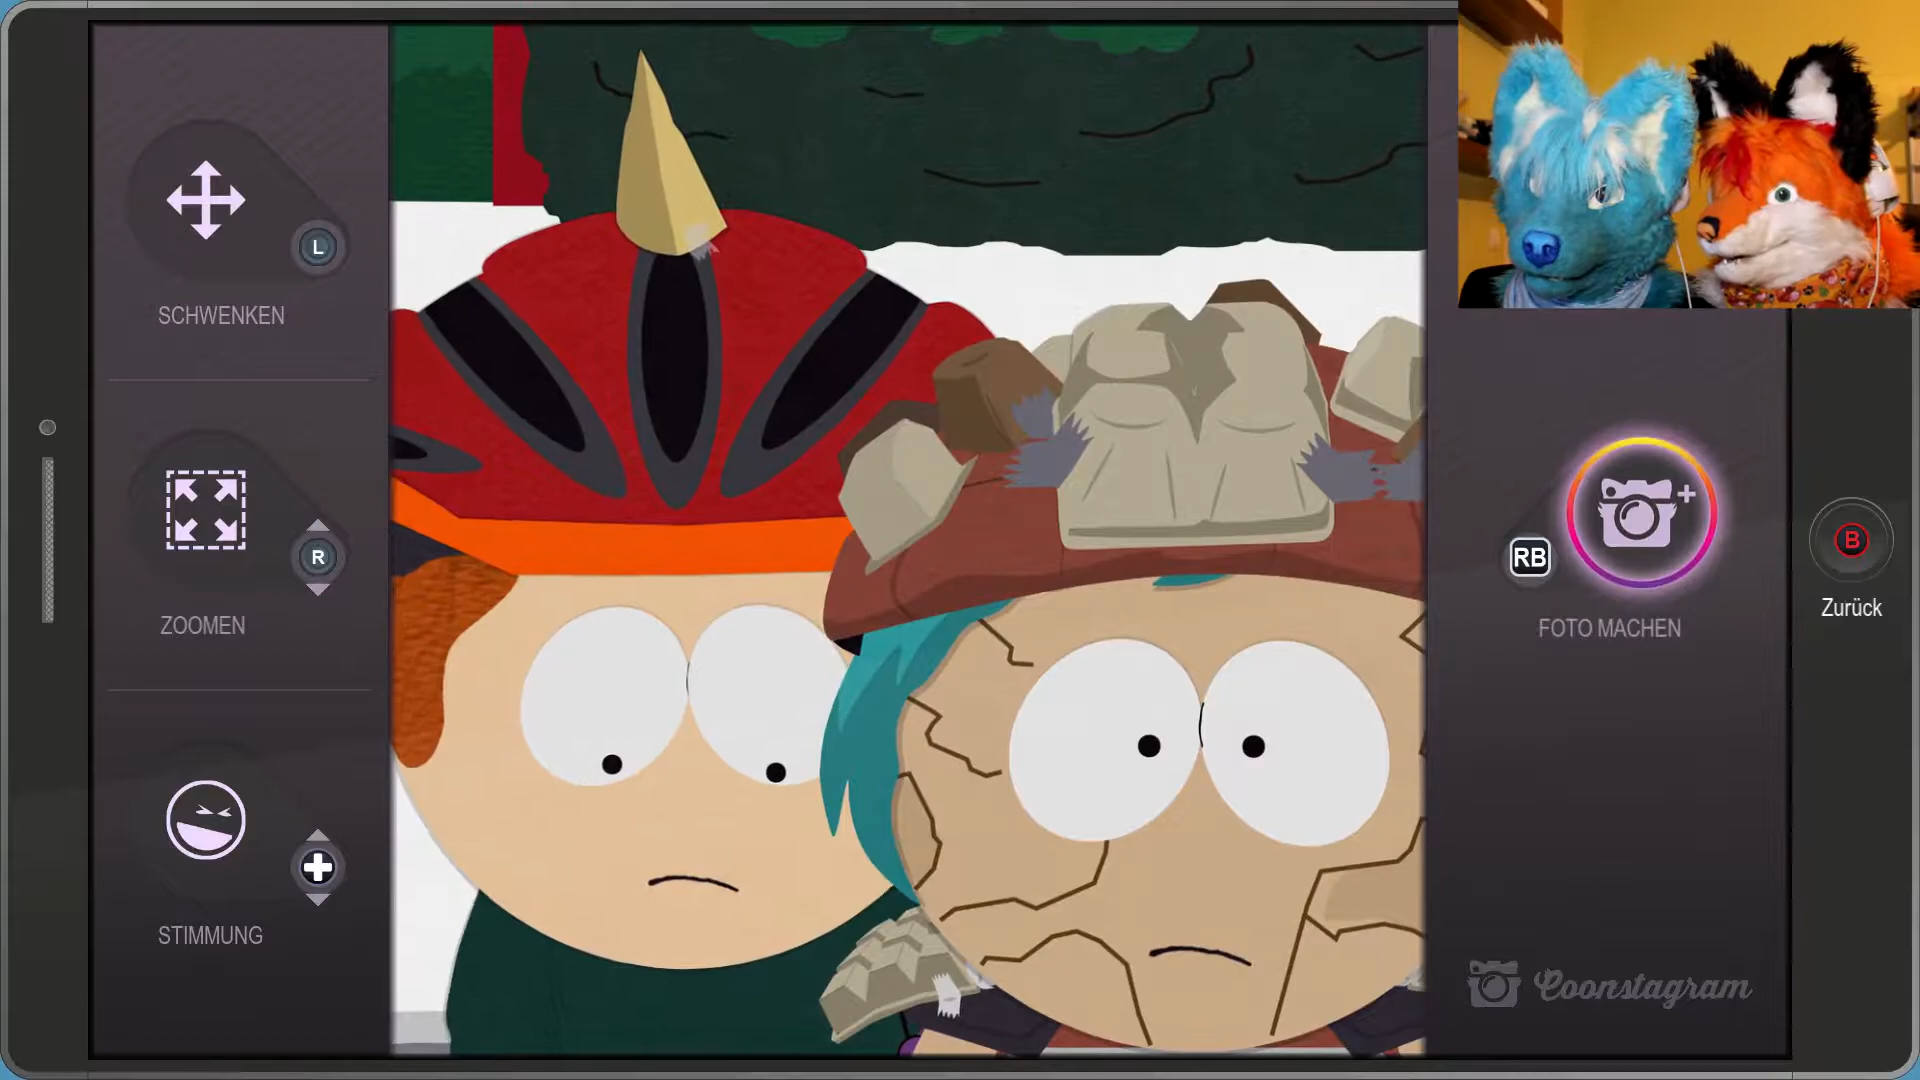 L
SCHWENKEN
R
ZOOMEN
STIMMUNG
RB
FOTO MACHEN
B
Zurück
Coonstagram